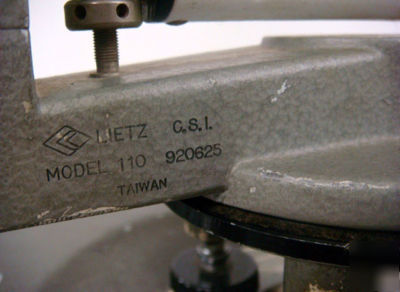 LIETZ C.S.I.
MODEL 110 920625
TAIWAN